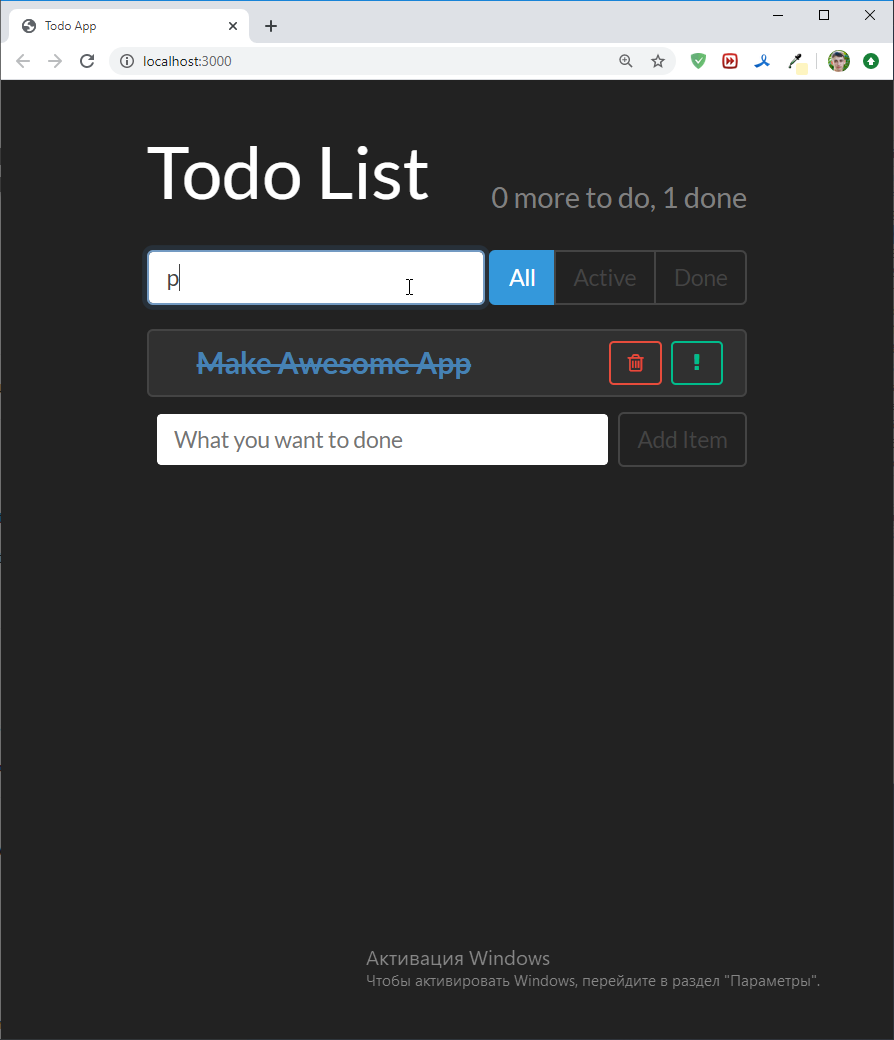 Todo App
localhost:3000
Todo List
0 more to do, 1 done
p
All Active Done
Make Awesome App
What you want to done Add Item
Активация Windows
Чтобы активировать Windows, перейдите в раздел "Параметры".